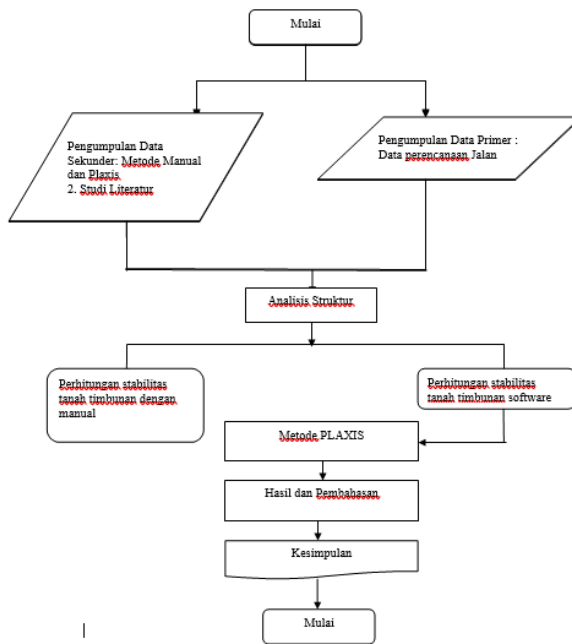 Mulai
Pengumpulan Data
Sekunder: Metode Manual
dan Plaxis.
2. Studi Literatur
Pengumpulan Data Primer :
Data perencanaan Jalan
Analisis Struktur
Perhitungan stabilitas
tanah timbunan dengan
manual
Perhitungan stabilitas
tanah timbunan software
Metode PLAXIS
Hasil dan Pembahasan
Kesimpulan
Mulai